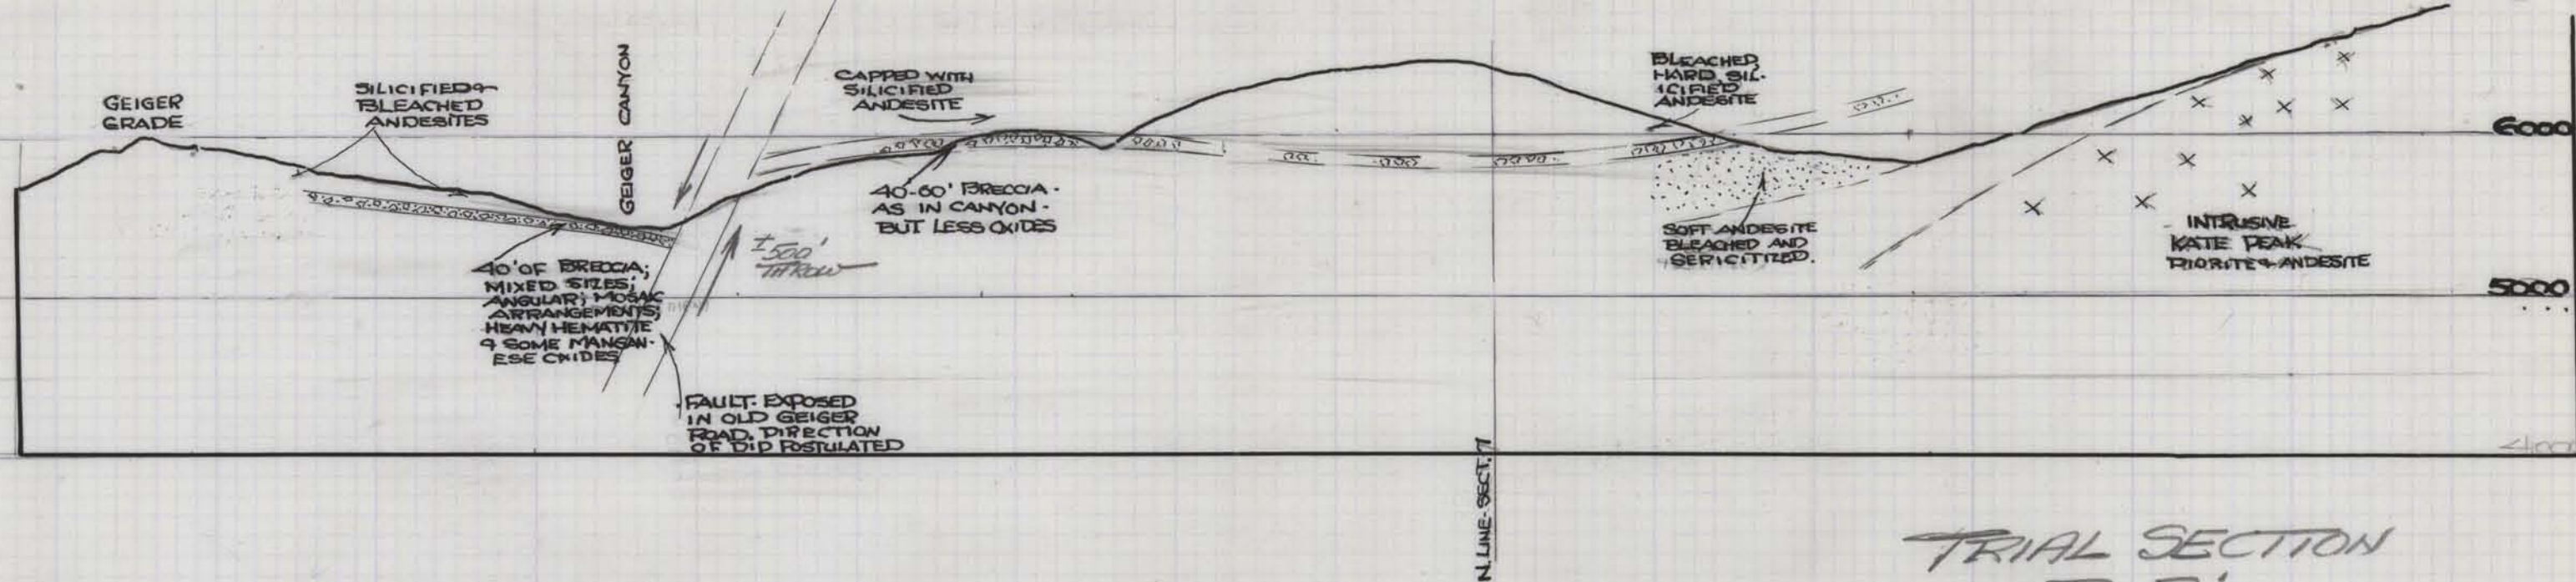 GEIGER
GRADE
SILICIFIED &
BLEACHED
ANDESITES
GEIGER CANYON
CAPPED WITH
SILICIFIED
ANDESITE
BLEACHED,
HARD, SIL-
ICIFIED
ANDESITE
6000
40-60' BRECCIA -
AS IN CANYON -
BUT LESS OXIDES
±500'
THROW
40' OF BRECCIA;
MIXED SIZES;
ANGULAR; MOSAIC
ARRANGEMENTS;
HEAVY HEMATITE
& SOME MANGAN-
ESE OXIDES
SOFT ANDESITE
BLEACHED AND
SERICITIZED.
INTRUSIVE
KATE PEAK
DIORITE & ANDESITE
5000
FAULT. EXPOSED
IN OLD GEIGER
ROAD. DIRECTION
OF DIP POSTULATED
4000
N. LINE - SECT. 17
TRIAL SECTION